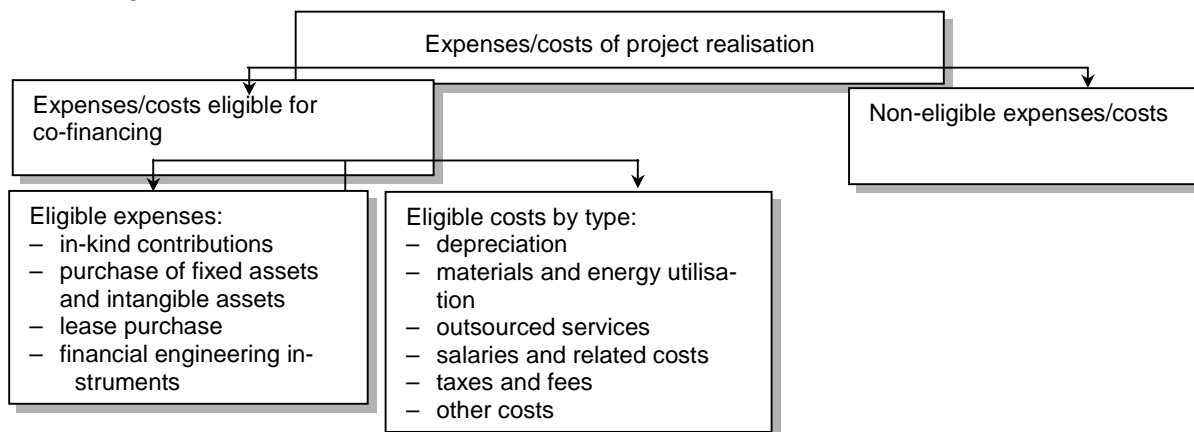 Expenses/costs of project realisation
Expenses/costs eligible for
co-financing
Non-eligible expenses/costs
Eligible expenses:
– in-kind contributions
– purchase of fixed assets
and intangible assets
– lease purchase
– financial engineering in-
struments
Eligible costs by type:
– depreciation
– materials and energy utilisa-
tion
– outsourced services
– salaries and related costs
– taxes and fees
– other costs